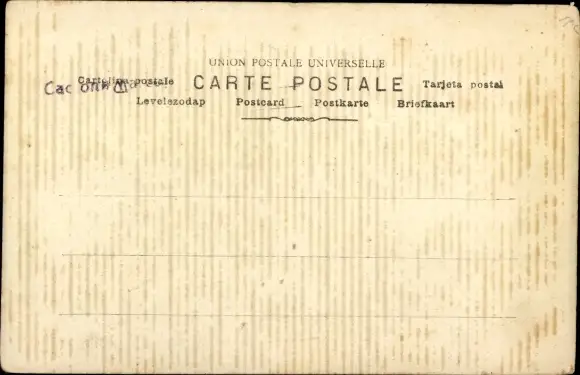 UNION POSTALE UNIVERSELLE
Cartolina postale CARTE POSTALE Tarjeta postal
Levelezodap Postcard Postkarte Briefkaart